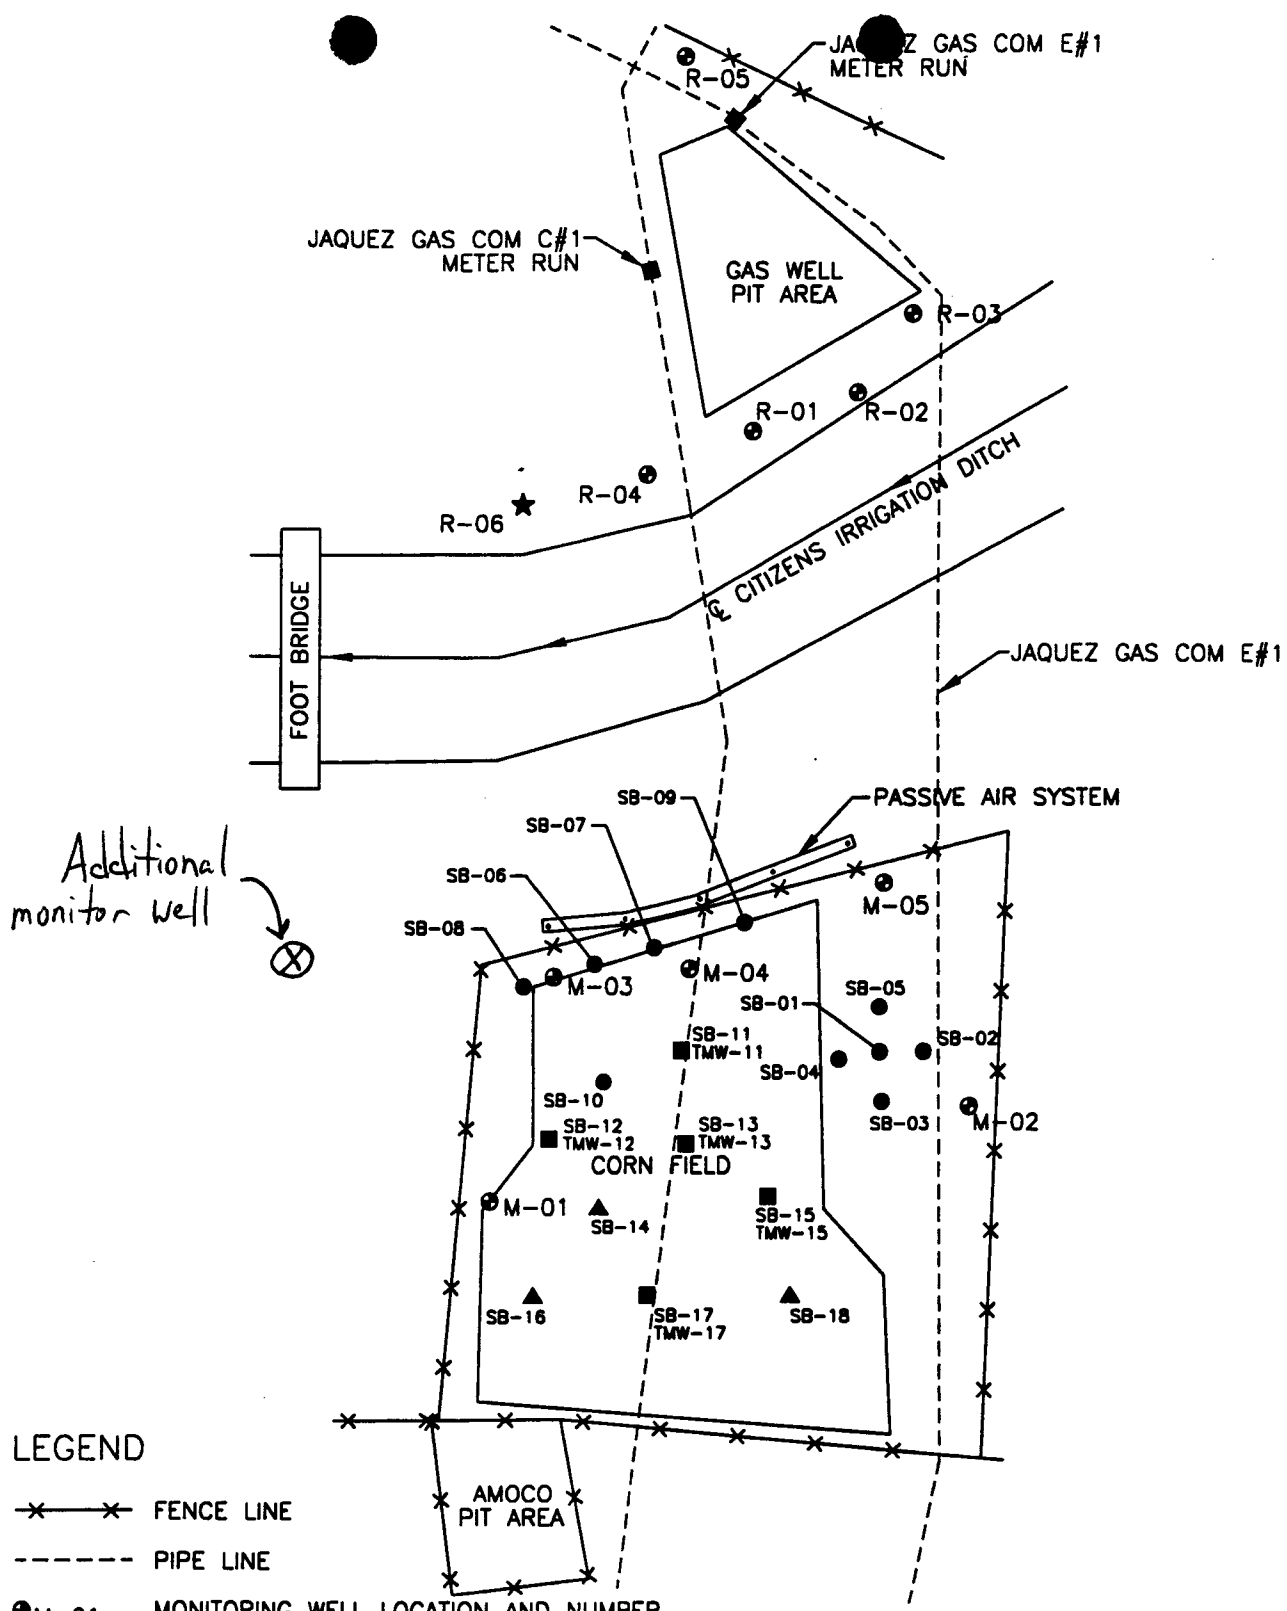 JAQUEZ GAS COM E#1
METER RUN
R-05
JAQUEZ GAS COM C#1
METER RUN
GAS WELL
PIT AREA
R-03
R-01
R-02
R-04
R-06
℄ CITIZENS IRRIGATION DITCH
FOOT BRIDGE
JAQUEZ GAS COM E#1
SB-09
PASSIVE AIR SYSTEM
SB-07
Additional
monitor well
SB-06
M-05
SB-08
M-03
M-04
SB-05
SB-01
SB-11
TMW-11
SB-02
SB-04
SB-10
SB-03
M-02
SB-12
TMW-12
SB-13
TMW-13
CORN FIELD
M-01
SB-14
SB-15
TMW-15
SB-16
SB-17
TMW-17
SB-18
LEGEND
FENCE LINE
AMOCO
PIT AREA
PIPE LINE
MONITORING WELL LOCATION AND NUMBER